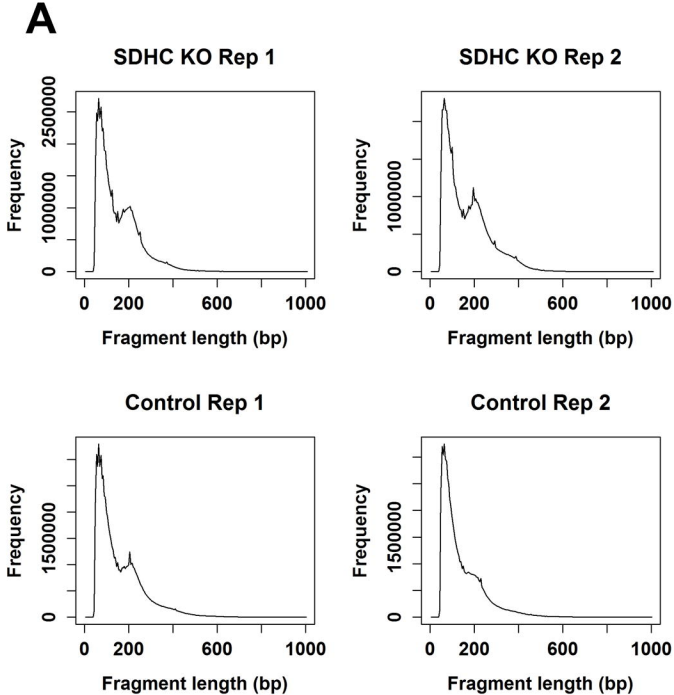 A
SDHC KO Rep 1
Frequency
0 1000000 2500000
0 200 600 1000
Fragment length (bp)
SDHC KO Rep 2
Frequency
0 1000000
0 200 600 1000
Fragment length (bp)
Control Rep 1
Frequency
0 1500000
0 200 600 1000
Fragment length (bp)
Control Rep 2
Frequency
0 1500000
0 200 600 1000
Fragment length (bp)